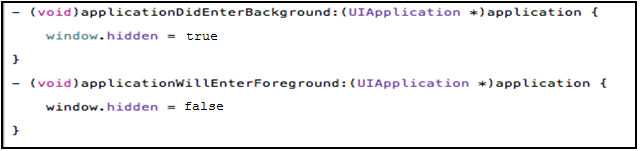 - (void)applicationDidEnterBackground:(UIApplication *)application {
window.hidden = true
}
- (void)applicationWillEnterForeground:(UIApplication *)application {
window.hidden = false
}